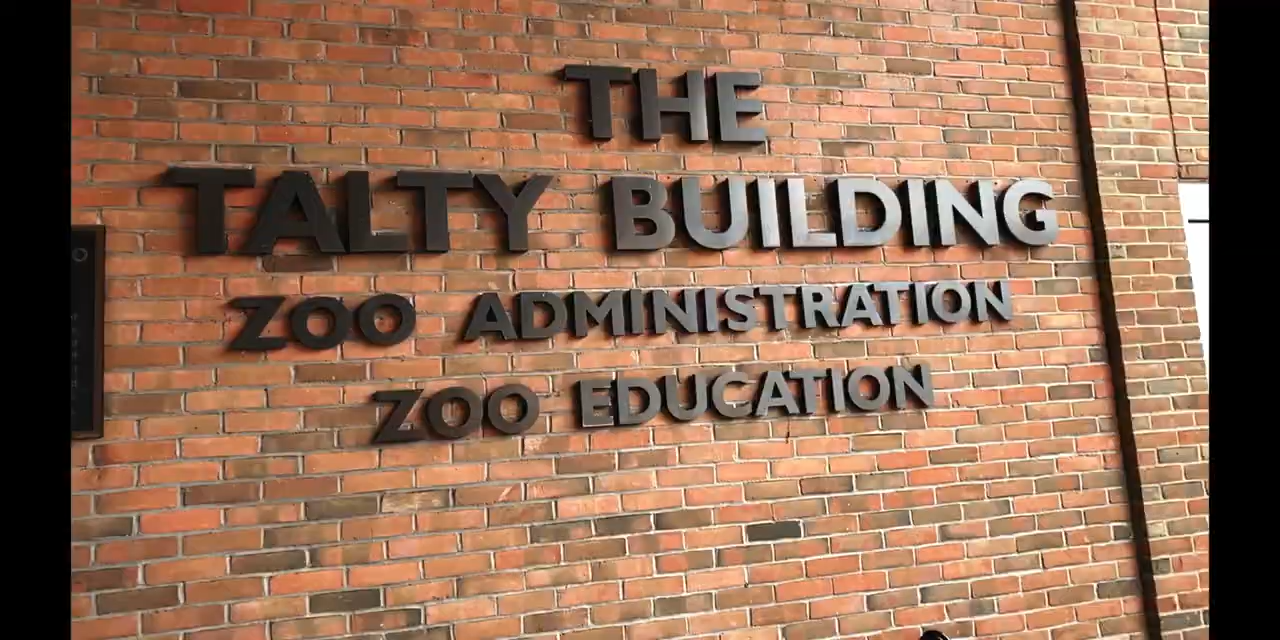 THE
TALTY BUILDING
ZOO ADMINISTRATION
ZOO EDUCATION